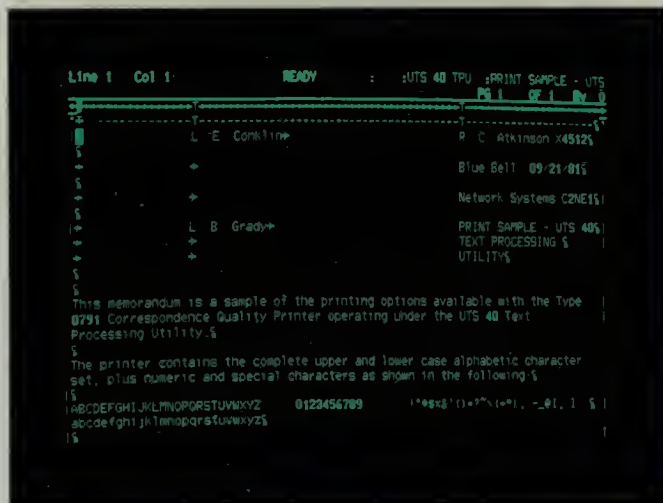 Line 1 Col 1 READY : :UTS 40 TPU :PRINT SAMPLE - UTS
PG 1 OF 1 Rv 0
L E Conklin R C Atkinson X4512§
§
Blue Bell 09/21/81§
§
Network Systems C2NE1§
§
L B Grady PRINT SAMPLE - UTS 40§
TEXT PROCESSING §
UTILITY§
§
§
This memorandum is a sample of the printing options available with the Type
0791 Correspondence Quality Printer operating under the UTS 40 Text
Processing Utility.§
§
The printer contains the complete upper and lower case alphabetic character
set, plus numeric and special characters as shown in the following:§
§
ABCDEFGHIJKLMNOPQRSTUVWXYZ 0123456789
abcdefghijklmnopqrstuvwxyz§
§